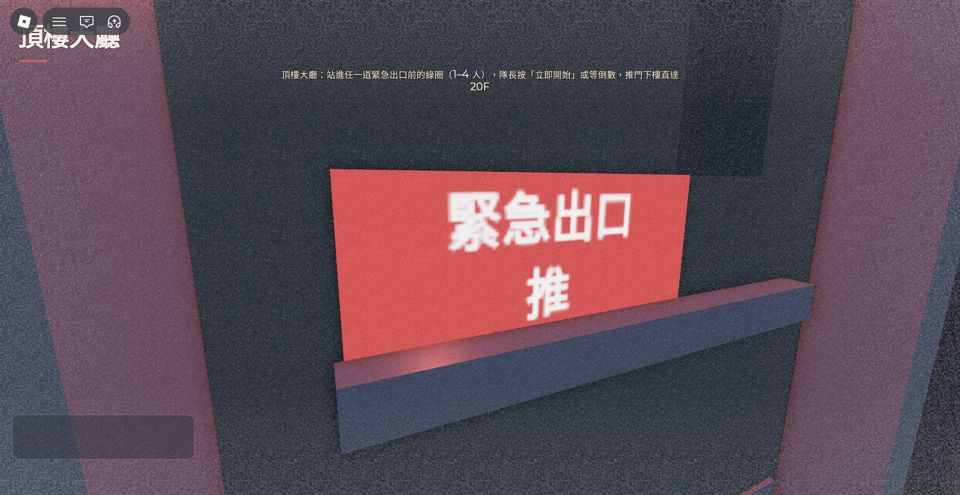 頂樓大廳
頂樓大廳：站進任一道緊急出口前的綠圈（1–4 人），隊長按「立即開始」或等倒數，推門下樓直達
20F
緊急出口
推